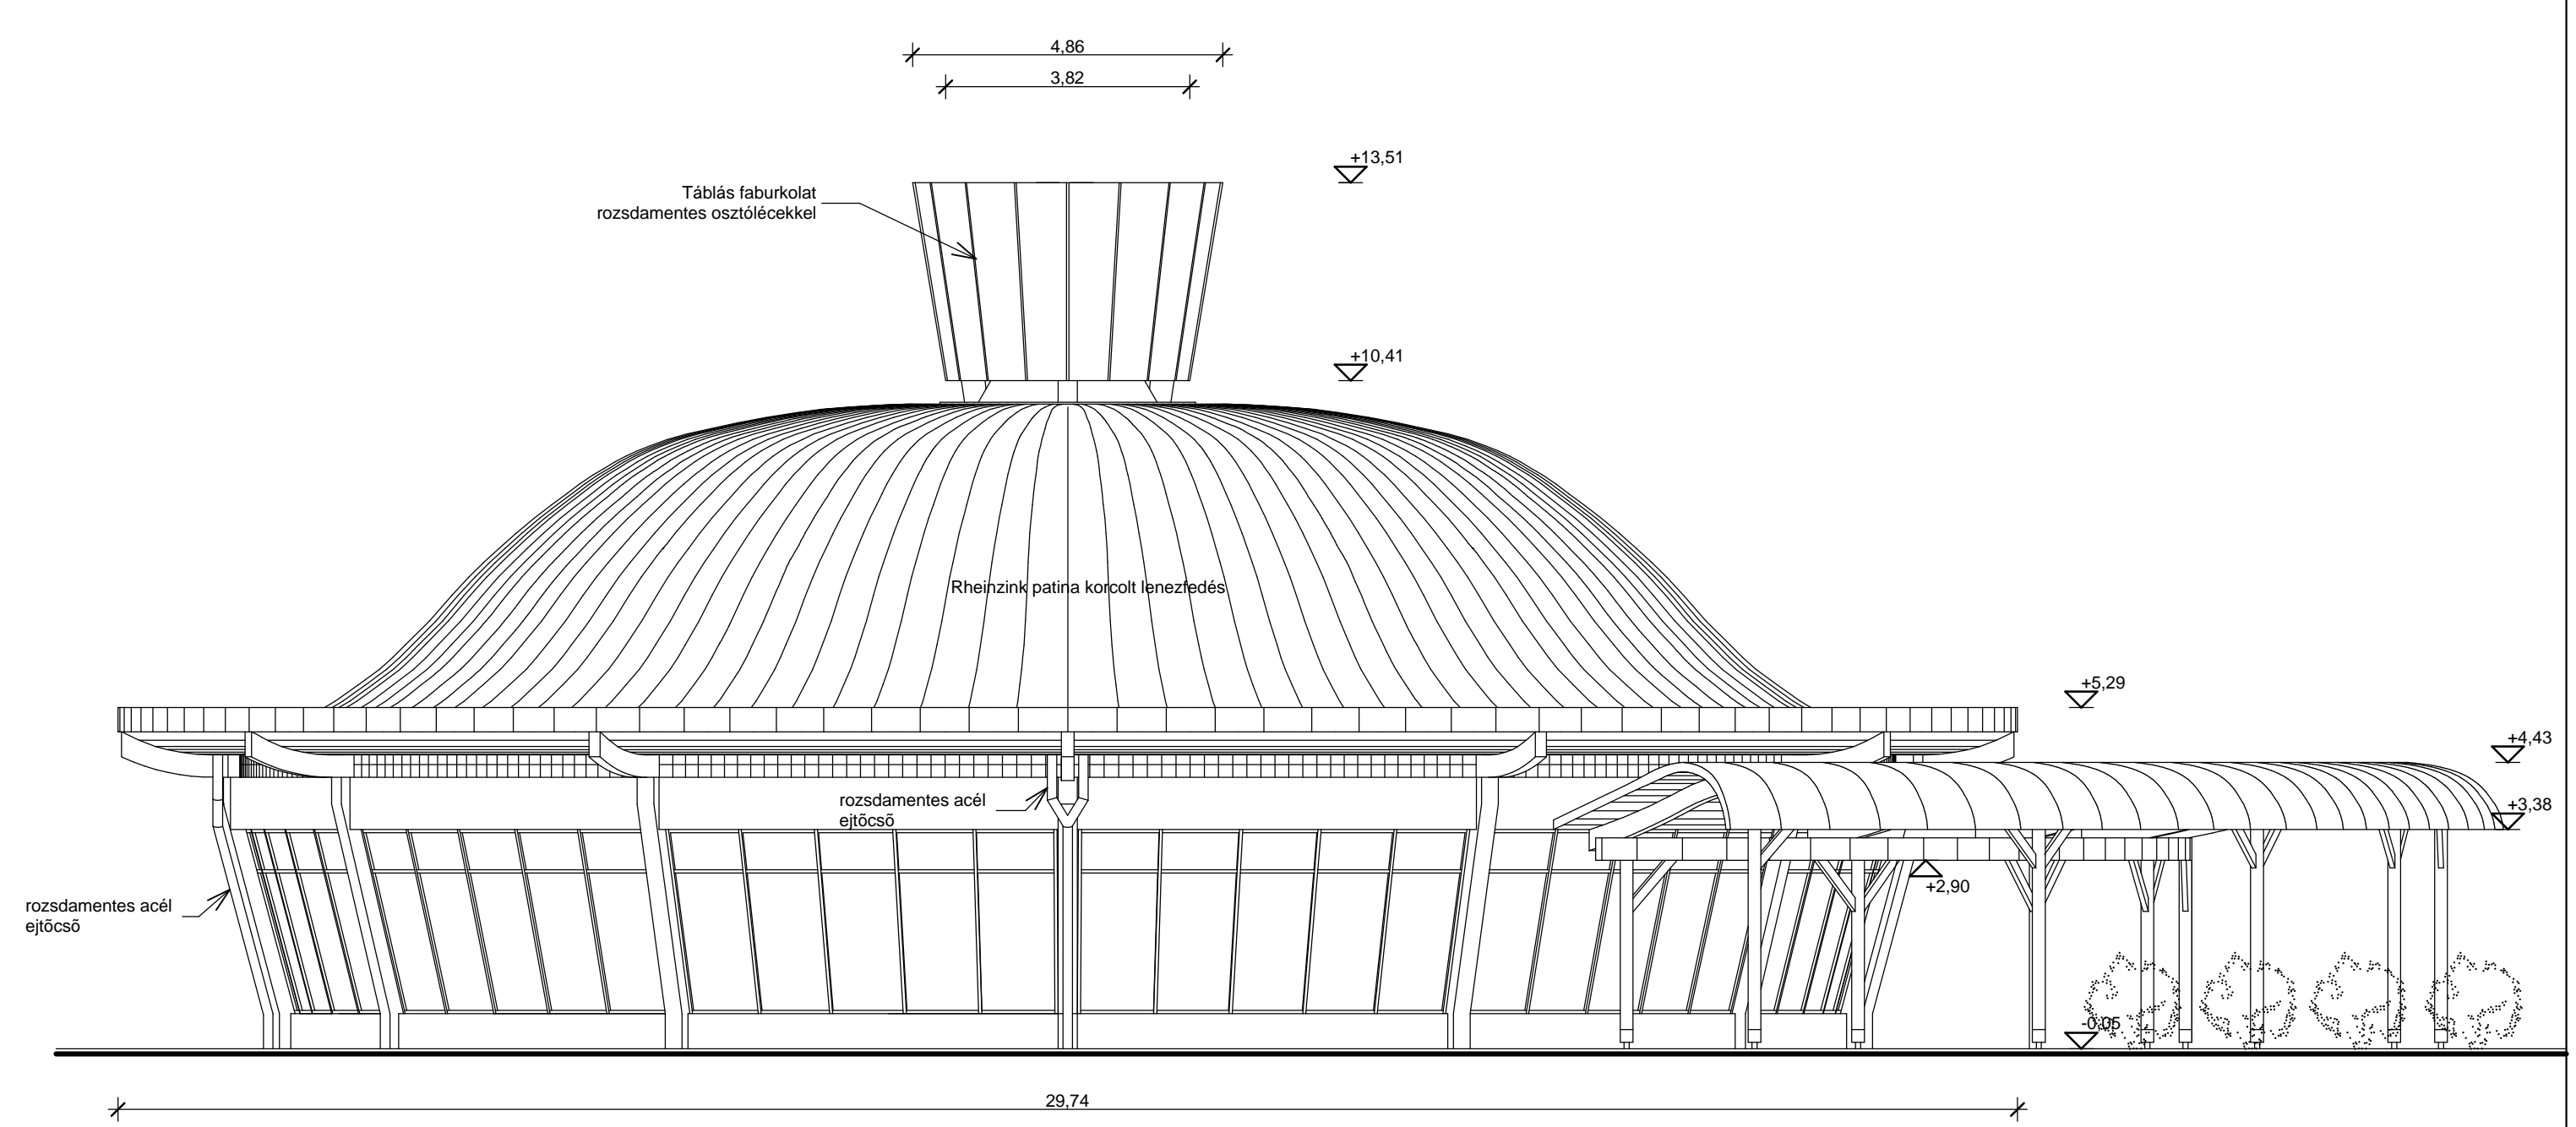 4,86
3,82
+13,51
Táblás faburkolat
rozsdamentes osztólécekkel
+10,41
Rheinzink patina korcolt lenezfedés
+5,29
+4,43
rozsdamentes acél
ejtõcsõ
+3,38
+2,90
rozsdamentes acél
ejtõcsõ
-0,05
29,74